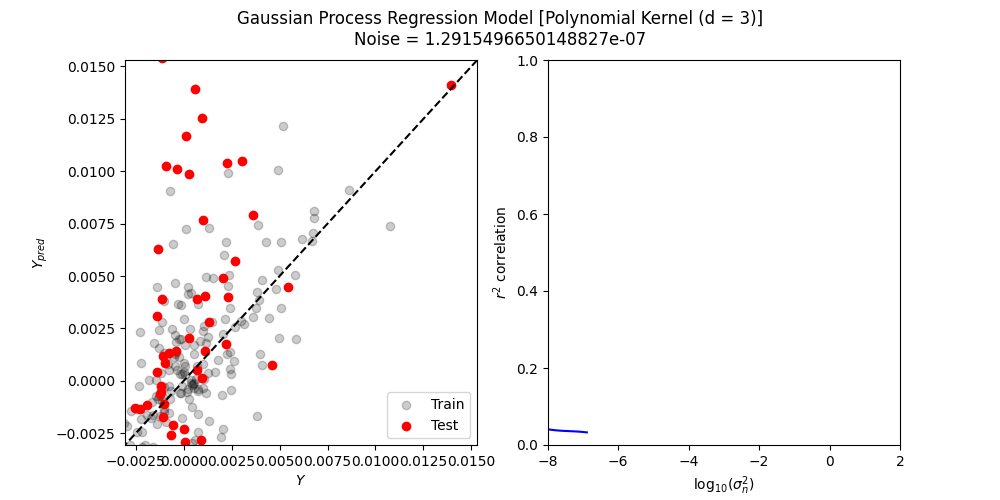 Gaussian Process Regression Model [Polynomial Kernel (d = 3)]
Noise = 1.2915496650148827e-07
0.0150
0.0125
0.0100
0.0075
0.0050
0.0025
0.0000
−0.0025
Y_pred
−0.0025 0.0000 0.0025 0.0050 0.0075 0.0100 0.0125 0.0150
Y
Train
Test
1.0
0.8
0.6
0.4
0.2
0.0
r² correlation
−8 −6 −4 −2 0 2
log₁₀(σₙ²)